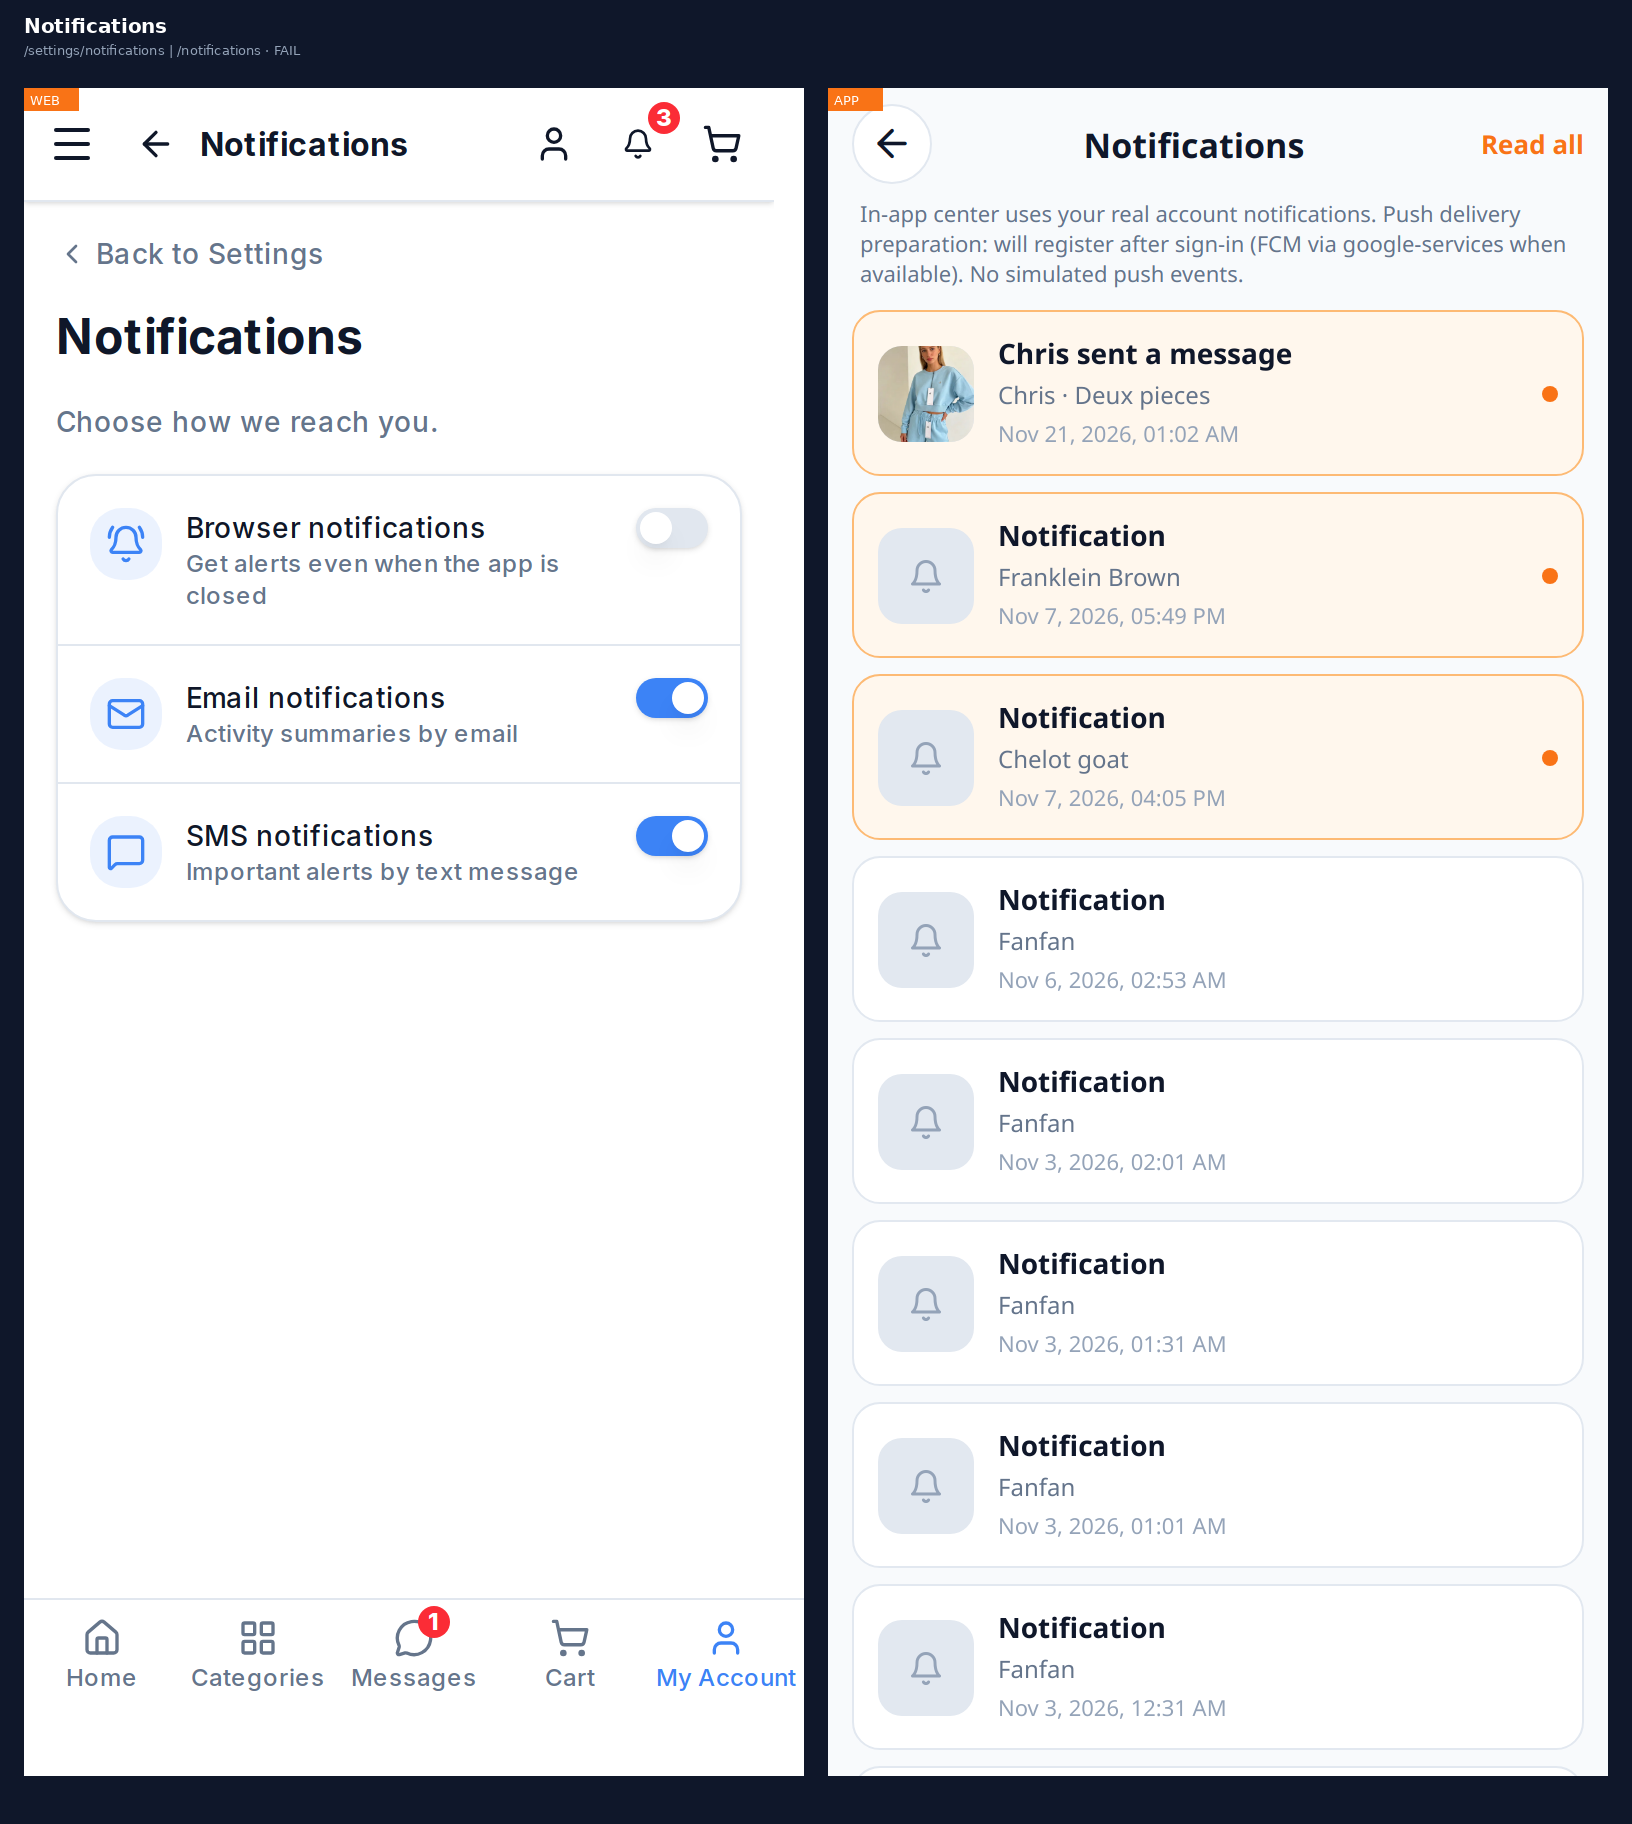 Notifications
/settings/notifications | /notifications · FAIL
WEB
Notifications
3
Back to Settings
Notifications
Choose how we reach you.
Browser notifications
Get alerts even when the app is
closed
Email notifications
Activity summaries by email
SMS notifications
Important alerts by text message
Home
Categories
1
Messages
Cart
My Account
APP
Notifications
Read all
In-app center uses your real account notifications. Push delivery
preparation: will register after sign-in (FCM via google-services when
available). No simulated push events.
Chris sent a message
Chris · Deux pieces
Nov 21, 2026, 01:02 AM
Notification
Franklein Brown
Nov 7, 2026, 05:49 PM
Notification
Chelot goat
Nov 7, 2026, 04:05 PM
Notification
Fanfan
Nov 6, 2026, 02:53 AM
Notification
Fanfan
Nov 3, 2026, 02:01 AM
Notification
Fanfan
Nov 3, 2026, 01:31 AM
Notification
Fanfan
Nov 3, 2026, 01:01 AM
Notification
Fanfan
Nov 3, 2026, 12:31 AM